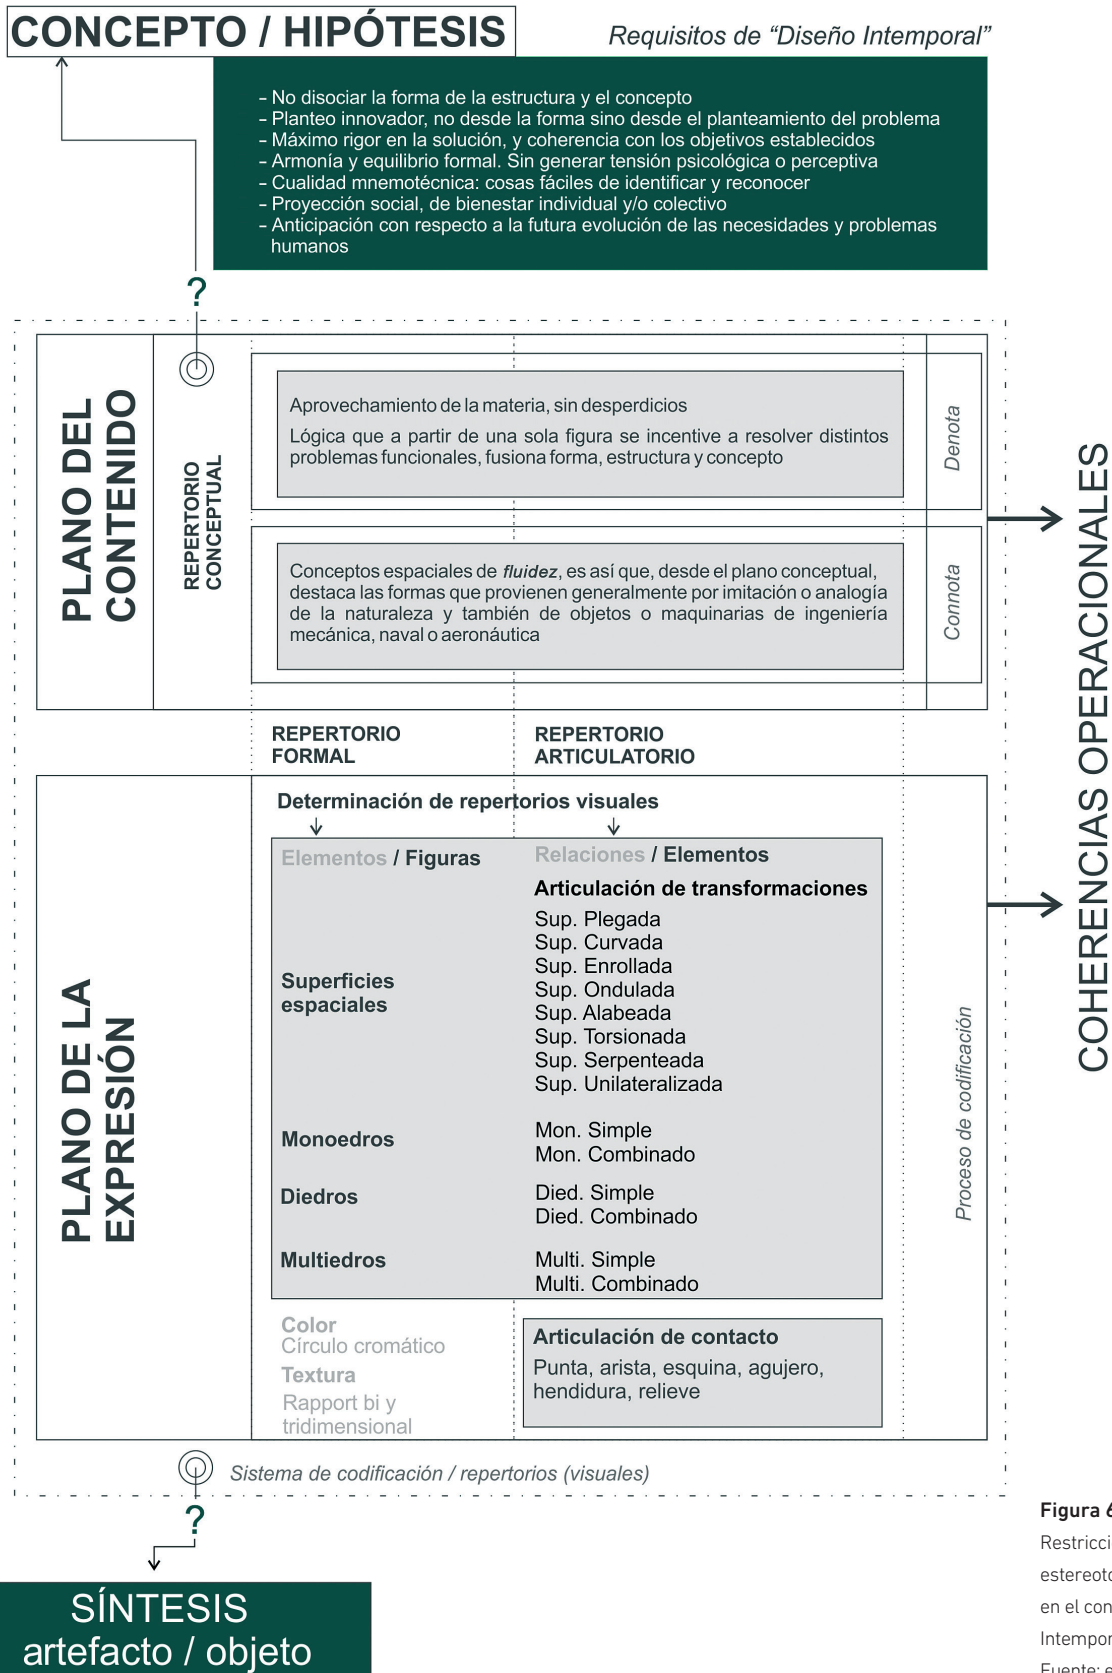 CONCEPTO / HIPÓTESIS
Requisitos de “Diseño Intemporal”
- No disociar la forma de la estructura y el concepto
- Planteo innovador, no desde la forma sino desde el planteamiento del problema
- Máximo rigor en la solución, y coherencia con los objetivos establecidos
- Armonía y equilibrio formal. Sin generar tensión psicológica o perceptiva
- Cualidad mnemotécnica: cosas fáciles de identificar y reconocer
- Proyección social, de bienestar individual y/o colectivo
- Anticipación con respecto a la futura evolución de las necesidades y problemas
humanos
?
PLANO DEL
CONTENIDO
REPERTORIO
CONCEPTUAL
Aprovechamiento de la materia, sin desperdicios
Lógica que a partir de una sola figura se incentive a resolver distintos
problemas funcionales, fusiona forma, estructura y concepto
Denota
Conceptos espaciales de fluidez, es así que, desde el plano conceptual,
destaca las formas que provienen generalmente por imitación o analogía
de la naturaleza y también de objetos o maquinarias de ingeniería
mecánica, naval o aeronáutica
Connota
COHERENCIAS OPERACIONALES
REPERTORIO
FORMAL
REPERTORIO
ARTICULATORIO
PLANO DE LA
EXPRESIÓN
Determinación de repertorios visuales
Elementos / Figuras
Relaciones / Elementos
Articulación de transformaciones
Superficies
espaciales
Sup. Plegada
Sup. Curvada
Sup. Enrollada
Sup. Ondulada
Sup. Alabeada
Sup. Torsionada
Sup. Serpenteada
Sup. Unilateralizada
Monoedros
Mon. Simple
Mon. Combinado
Diedros
Died. Simple
Died. Combinado
Multiedros
Multi. Simple
Multi. Combinado
Proceso de codificación
Color
Círculo cromático
Textura
Rapport bi y
tridimensional
Articulación de contacto
Punta, arista, esquina, agujero,
hendidura, relieve
Sistema de codificación / repertorios (visuales)
?
SÍNTESIS
artefacto / objeto
Figura 6
Restricci
estereoto
en el con
Intempor
Fuente: e